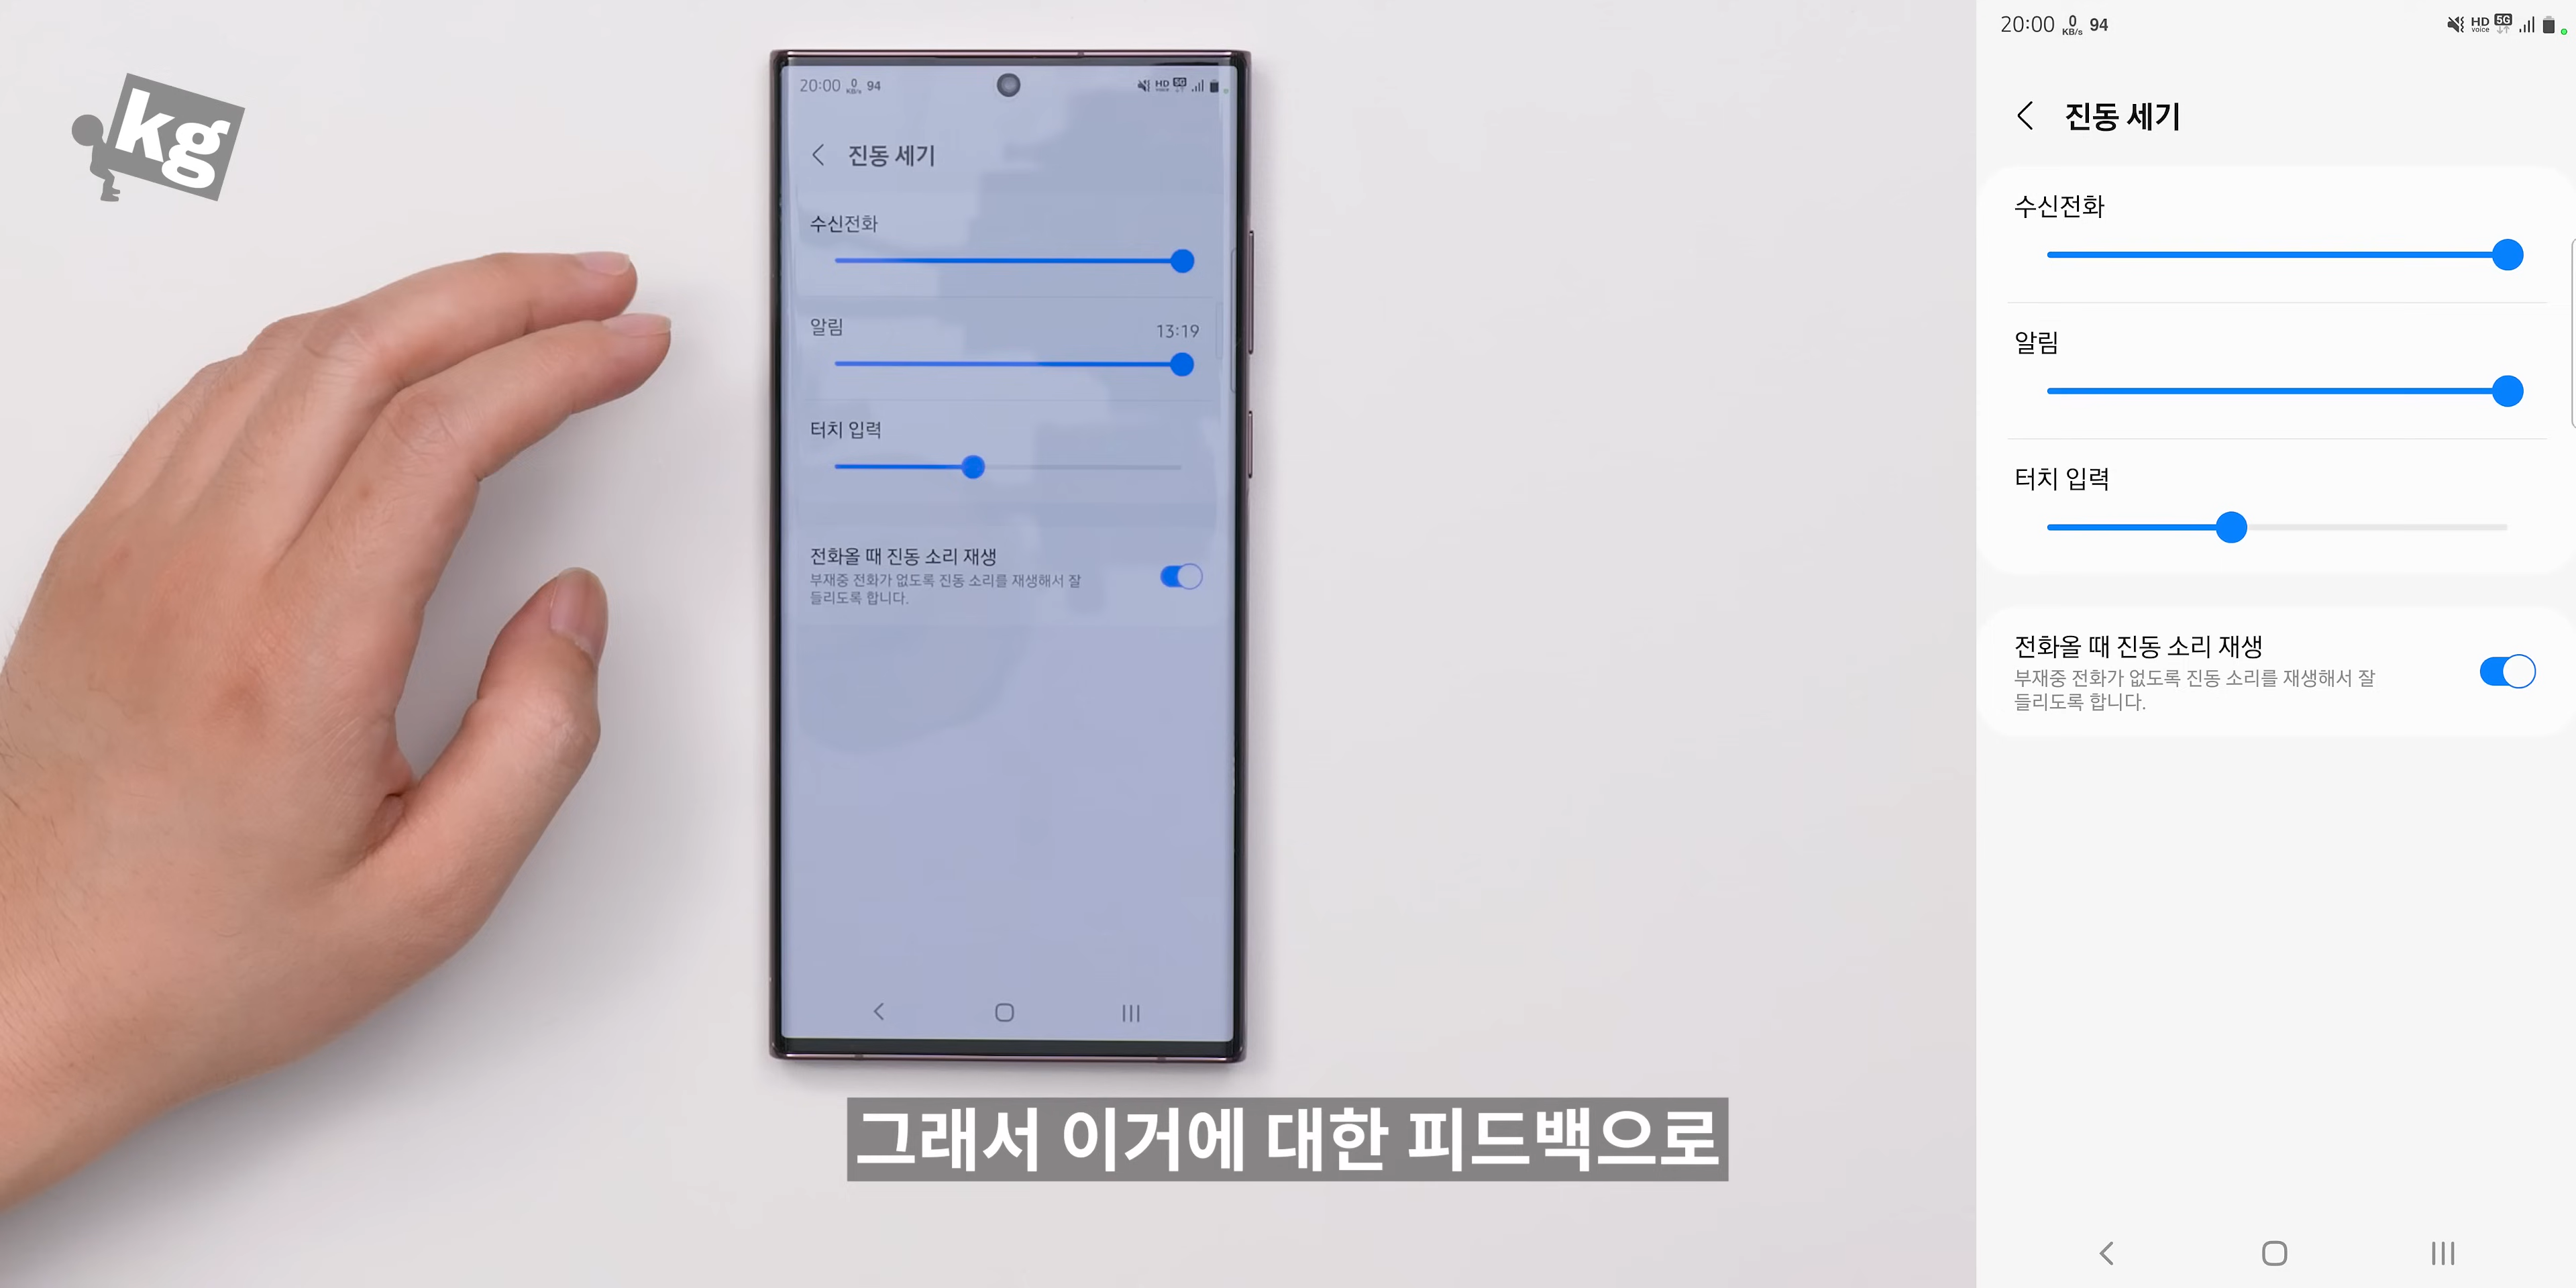 kg
20:00 0 KB/s 94 HD voice 5G
진동 세기
수신전화
알림 13:19
터치 입력
전화올 때 진동 소리 재생
부재중 전화가 없도록 진동 소리를 재생해서 잘
들리도록 합니다.
그래서 이거에 대한 피드백으로
20:00 0 KB/s 94 HD voice 5G
진동 세기
수신전화
알림
터치 입력
전화올 때 진동 소리 재생
부재중 전화가 없도록 진동 소리를 재생해서 잘
들리도록 합니다.